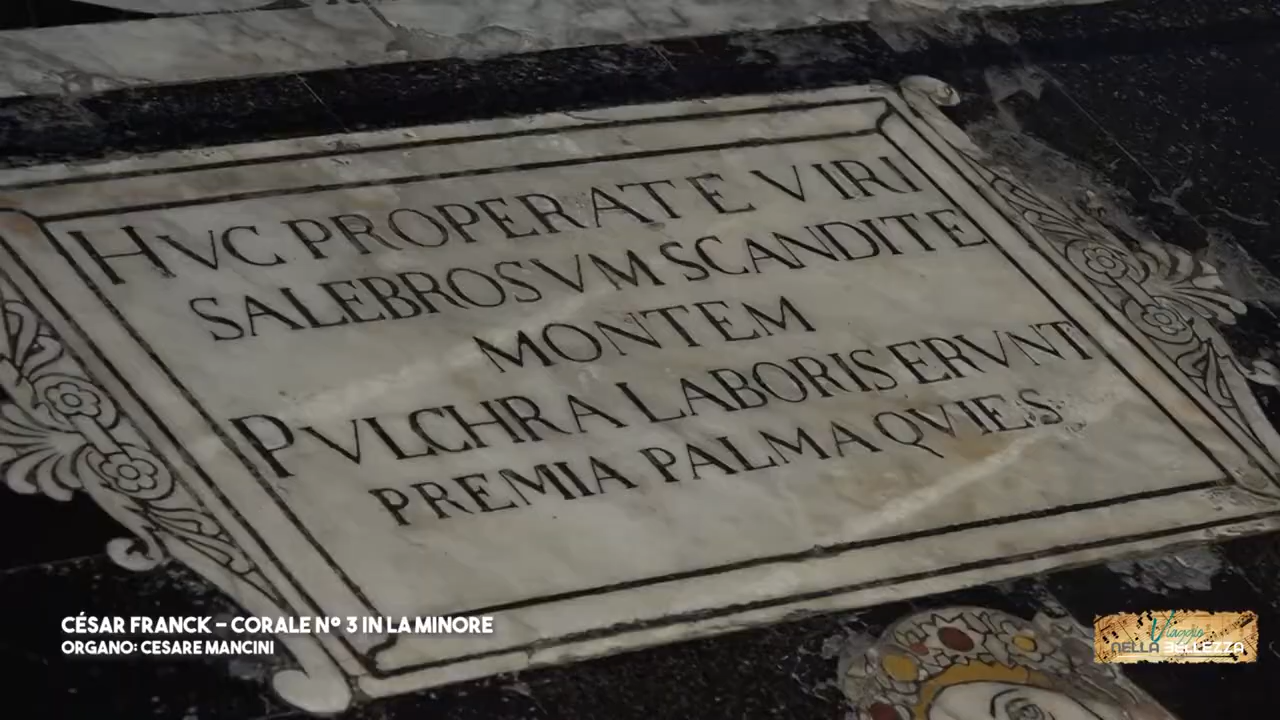 HVC PROPERATE VIRI
SALEBROSVM SCANDITE
MONTEM
PVLCHRA LABORIS ERVNT
PREMIA PALMA QVIES
CÉSAR FRANCK – CORALE N° 3 IN LA MINORE
ORGANO: CESARE MANCINI
Viaggio
NELLA BELLEZZA